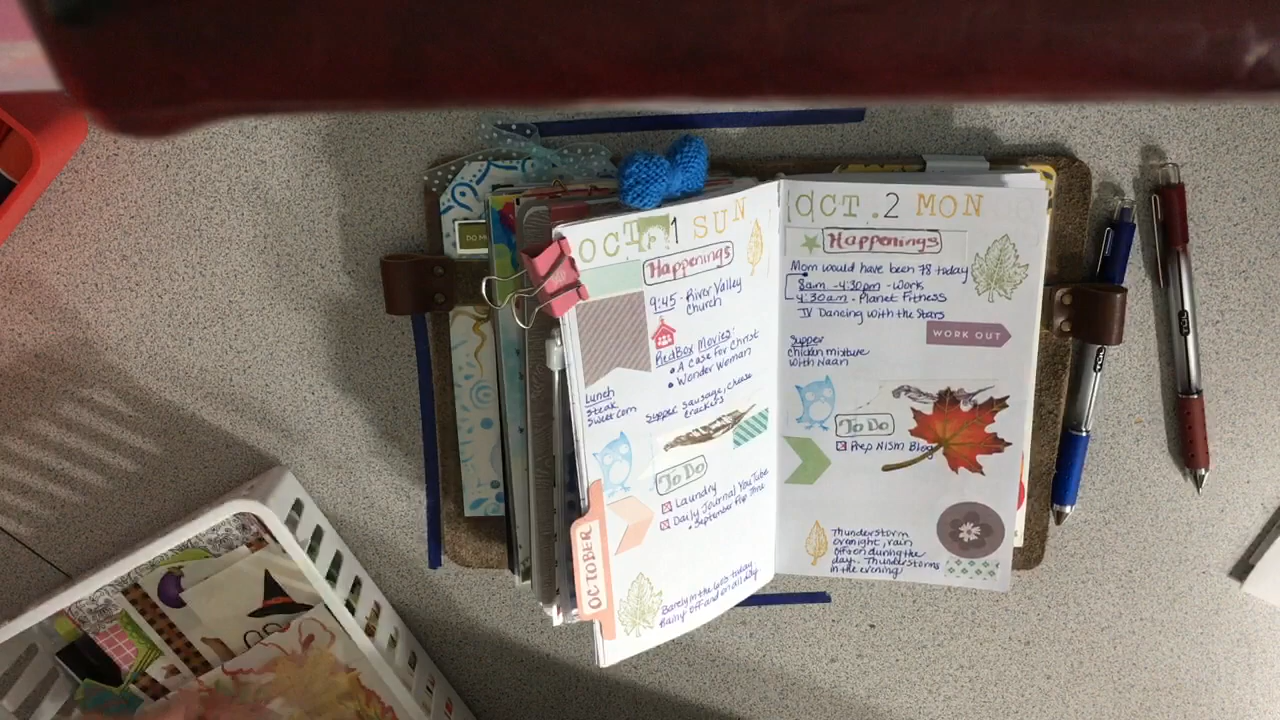 OCT. 1 SUN
Happenings
9:45 - River Valley
Church
RedBox Movies:
• A Case For Christ
• Wonder Woman
Lunch
Steak
Sweet corn
Supper Sausage, cheese
crackers
To Do
Laundry
Daily Journal YouTube
• September Flip Thru
OCTOBER
Barely in the 60s today
Rainy off and on all day
OCT. 2 MON
Happenings
Mom would have been 78 today
8am - 4:30pm - Work
4:30am - Planet Fitness
TV Dancing with the Stars
WORK OUT
Supper
Chicken mixture
with Naan
To Do
Prep NISM Blog
Thunderstorm
overnight, rain
off & on during the
day. Thunderstorms
in the evening
DO M
TUL
TUL